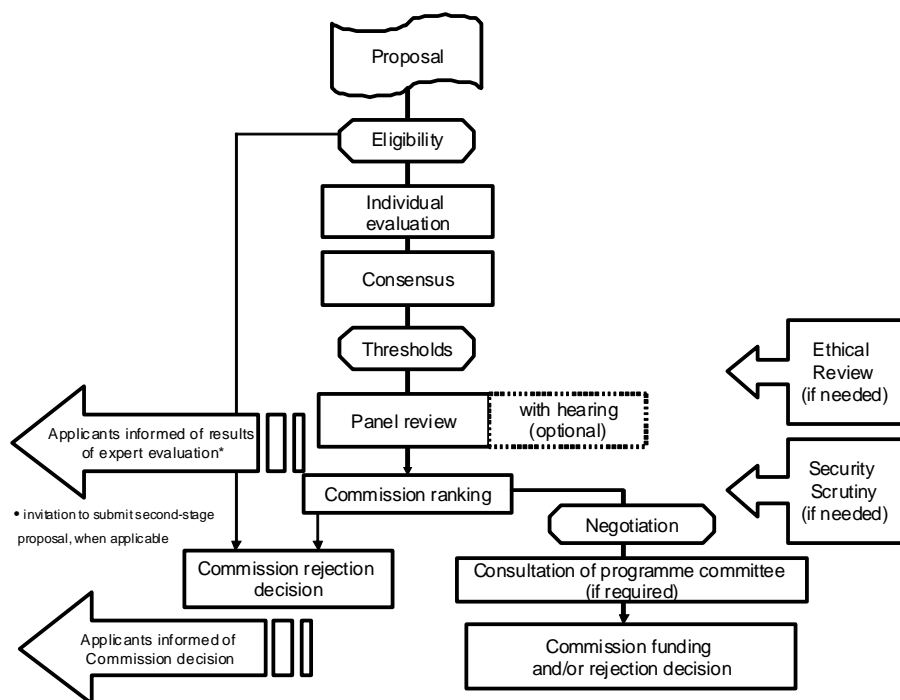 Proposal
Eligibility
Individual
evaluation
Consensus
Thresholds
Panel review
with hearing
(optional)
Ethical
Review
(if needed)
Applicants informed of results
of expert evaluation*
Commission ranking
Security
Scrutiny
(if needed)
• invitation to submit second-stage
proposal, when applicable
Negotiation
Commission rejection
decision
Consultation of programme committee
(if required)
Applicants informed of
Commission decision
Commission funding
and/or rejection decision